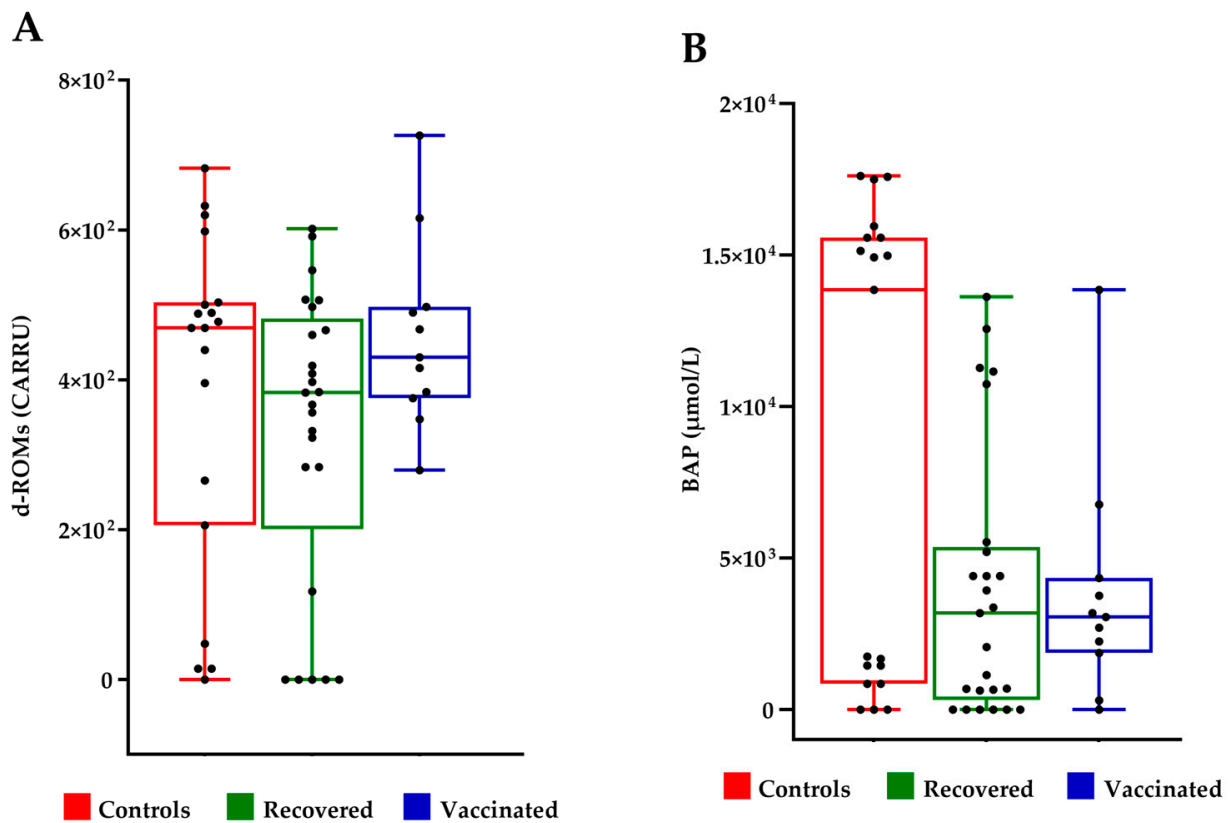 A
d-ROMs (CARRU)
8×10²
6×10²
4×10²
2×10²
0
Controls
Recovered
Vaccinated
B
BAP (μmol/L)
2×10⁴
1.5×10⁴
1×10⁴
5×10³
0
Controls
Recovered
Vaccinated